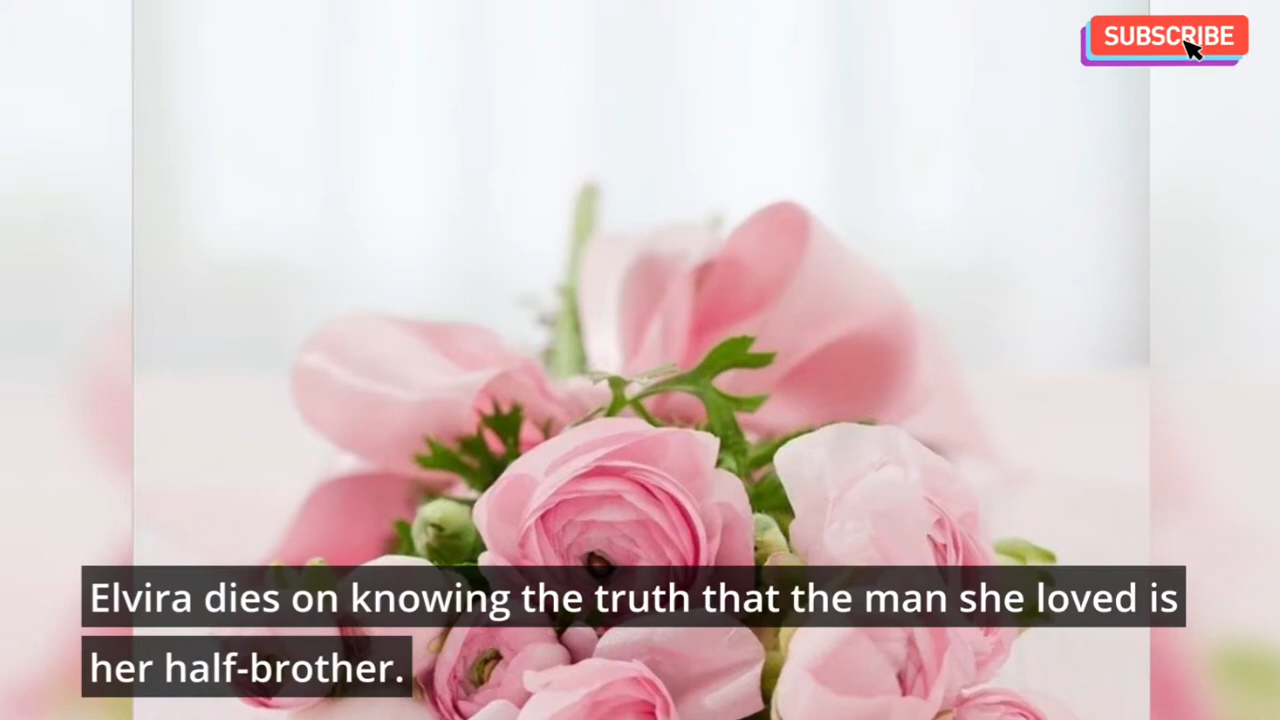 SUBSCRIBE
Elvira dies on knowing the truth that the man she loved is
her half-brother.